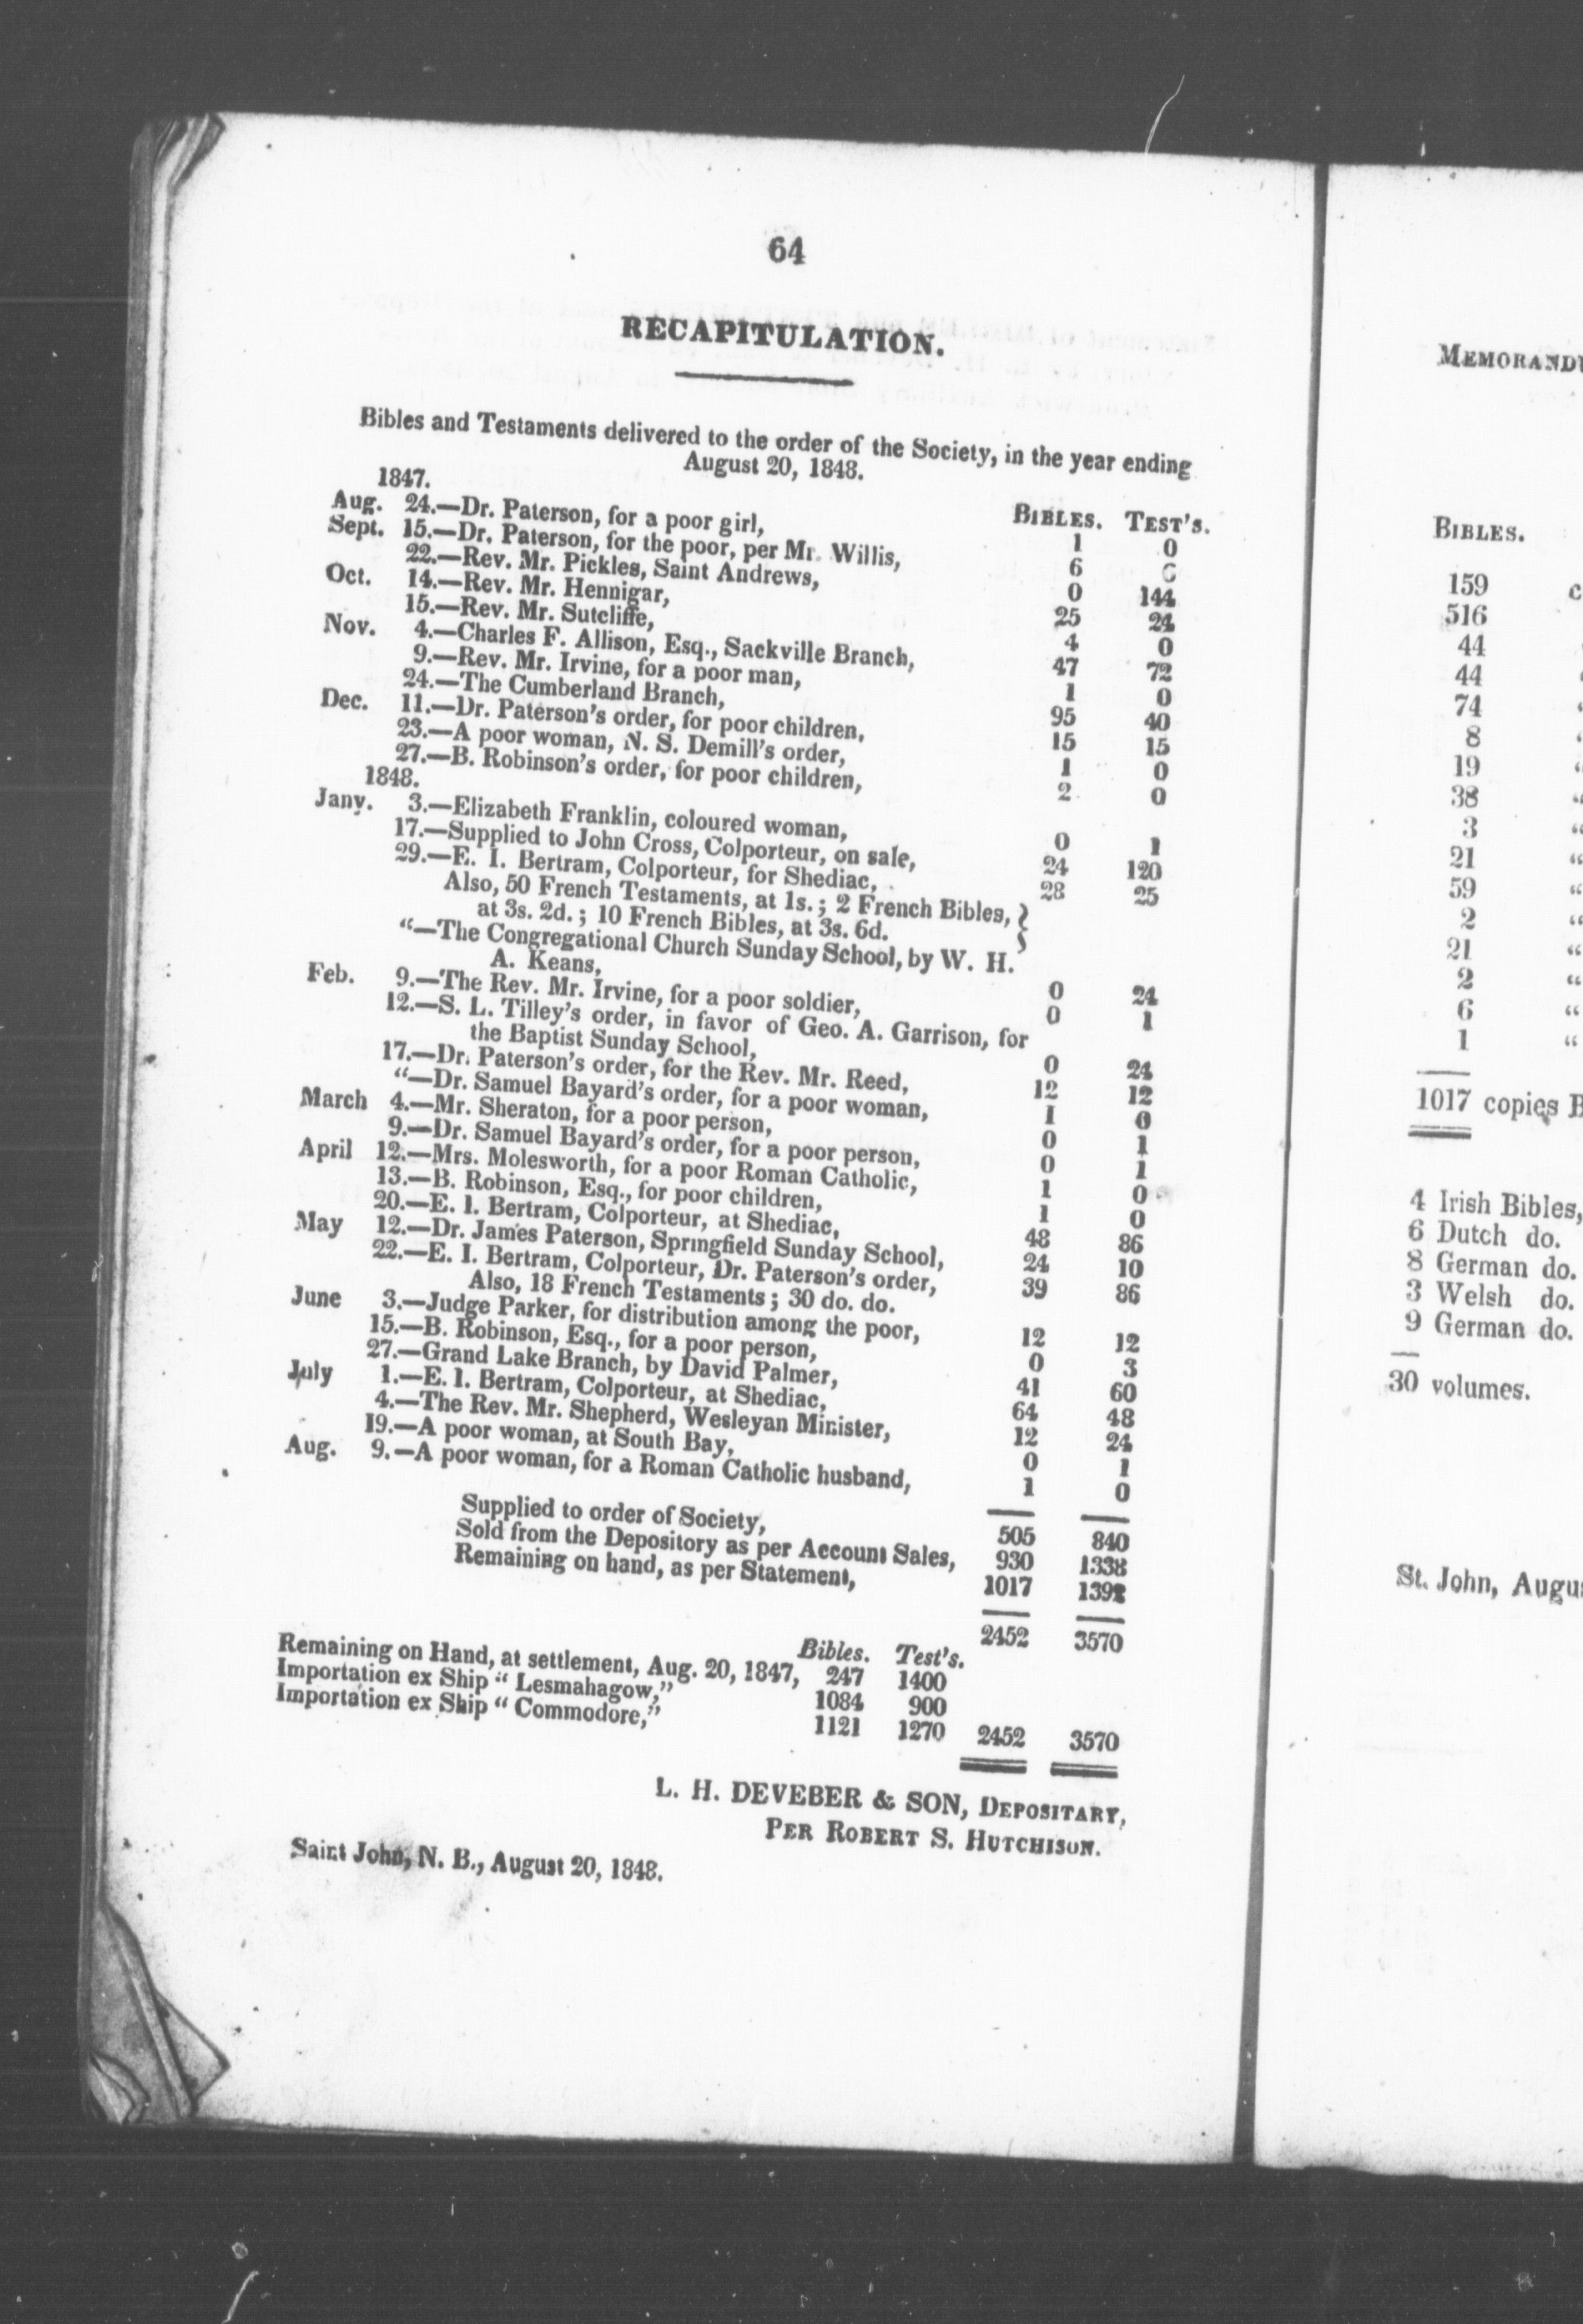 64
RECAPITULATION.
Bibles and Testaments delivered to the order of the Society, in the year ending
August 20, 1848.
1847. BIBLES. TEST'S.
Aug. 24.—Dr. Paterson, for a poor girl, 1 0
Sept. 15.—Dr. Paterson, for the poor, per Mr. Willis, 6 6
22.—Rev. Mr. Pickles, Saint Andrews, 0 144
Oct. 14.—Rev. Mr. Hennigar, 25 24
15.—Rev. Mr. Sutcliffe, 4 0
Nov. 4.—Charles F. Allison, Esq., Sackville Branch, 47 72
9.—Rev. Mr. Irvine, for a poor man, 1 0
24.—The Cumberland Branch, 95 40
Dec. 11.—Dr. Paterson's order, for poor children, 15 15
23.—A poor woman, N. S. Demill's order, 1 0
27.—B. Robinson's order, for poor children, 2 0
1848.
Jany. 3.—Elizabeth Franklin, coloured woman, 0 1
17.—Supplied to John Cross, Colporteur, on sale, 24 120
29.—E. I. Bertram, Colporteur, for Shediac, 28 25
Also, 50 French Testaments, at 1s.; 2 French Bibles, }
at 3s. 2d.; 10 French Bibles, at 3s. 6d.
"—The Congregational Church Sunday School, by W. H.
A. Keans, 0 24
Feb. 9.—The Rev. Mr. Irvine, for a poor soldier, 0 1
12.—S. L. Tilley's order, in favor of Geo. A. Garrison, for
the Baptist Sunday School, 0 24
17.—Dr. Paterson's order, for the Rev. Mr. Reed, 12 12
"—Dr. Samuel Bayard's order, for a poor woman, 1 0
March 4.—Mr. Sheraton, for a poor person, 0 1
9.—Dr. Samuel Bayard's order, for a poor person, 0 1
April 12.—Mrs. Molesworth, for a poor Roman Catholic, 1 0
13.—B. Robinson, Esq., for poor children, 1 0
20.—E. I. Bertram, Colporteur, at Shediac, 48 86
May 12.—Dr. James Paterson, Springfield Sunday School, 24 10
22.—E. I. Bertram, Colporteur, Dr. Paterson's order, 39 86
Also, 18 French Testaments; 30 do. do.
June 3.—Judge Parker, for distribution among the poor, 12 12
15.—B. Robinson, Esq., for a poor person, 0 3
27.—Grand Lake Branch, by David Palmer, 41 60
July 1.—E. I. Bertram, Colporteur, at Shediac, 64 48
4.—The Rev. Mr. Shepherd, Wesleyan Minister, 12 24
19.—A poor woman, at South Bay, 0 1
Aug. 9.—A poor woman, for a Roman Catholic husband, 1 0
Supplied to order of Society, 505 840
Sold from the Depository as per Account Sales, 930 1338
Remaining on hand, as per Statement, 1017 1392
2452 3570
Bibles. Test's.
Remaining on Hand, at settlement, Aug. 20, 1847, 247 1400
Importation ex Ship "Lesmahagow," 1084 900
Importation ex Ship "Commodore," 1121 1270 2452 3570
L. H. DEVEBER & SON, DEPOSITARY,
PER ROBERT S. HUTCHISON.
Saint John, N. B., August 20, 1848.
MEMORANDU
BIBLES.
159 c
516
44
44 "
74 "
8 "
19 "
38 "
3 "
21 "
59 "
2 "
21 "
2 "
6 "
1 "
1017 copies B
4 Irish Bibles,
6 Dutch do.
8 German do.
3 Welsh do.
9 German do.
30 volumes.
St. John, Augus